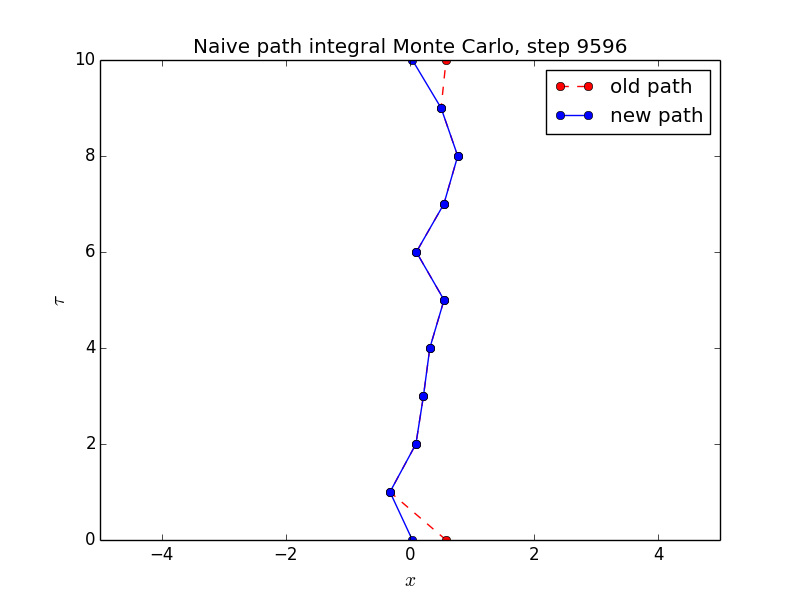 Naive path integral Monte Carlo, step 9596
old path
new path
10
8
6
4
2
0
τ
−4 −2 0 2 4
x